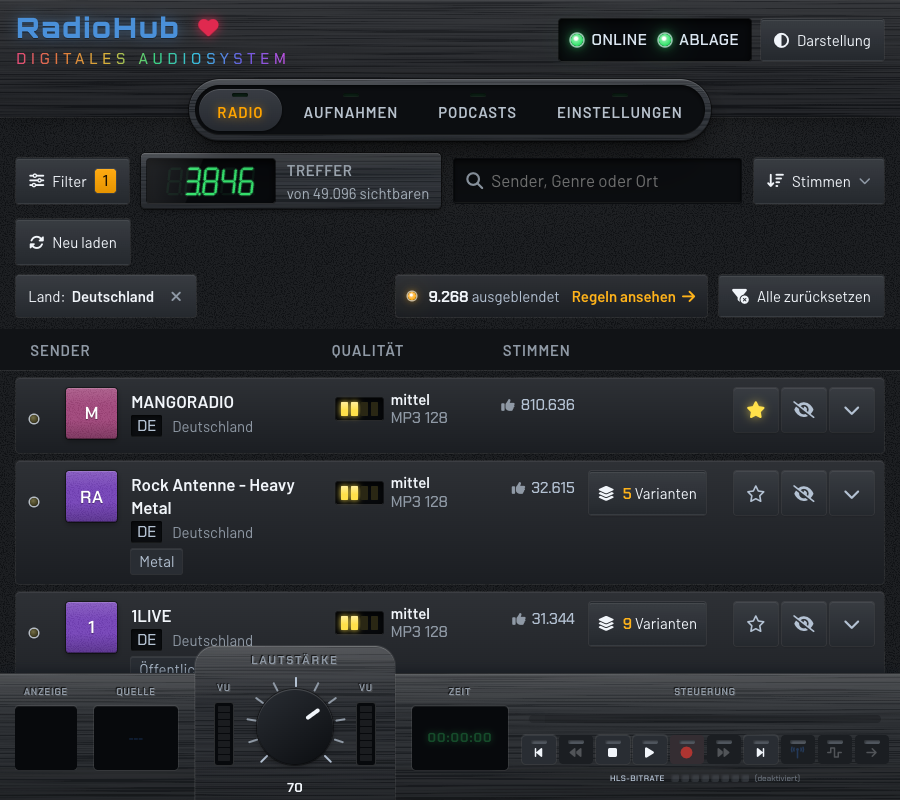 RadioHub
DIGITALES AUDIOSYSTEM
ONLINE ABLAGE
Darstellung
RADIO AUFNAHMEN PODCASTS EINSTELLUNGEN
Filter 1
3.846
TREFFER
von 49.096 sichtbaren
Sender, Genre oder Ort
Stimmen
Neu laden
Land: Deutschland
9.268 ausgeblendet Regeln ansehen
Alle zurücksetzen
SENDER QUALITÄT STIMMEN
M
MANGORADIO
DE Deutschland
mittel
MP3 128
810.636
RA
Rock Antenne - Heavy
Metal
DE Deutschland
Metal
mittel
MP3 128
32.615
5 Varianten
1
1LIVE
DE Deutschland
Öffentlic
mittel
MP3 128
31.344
9 Varianten
ANZEIGE
QUELLE
LAUTSTÄRKE
VU VU
70
ZEIT
00:00:00
STEUERUNG
HLS-BITRATE (deaktiviert)